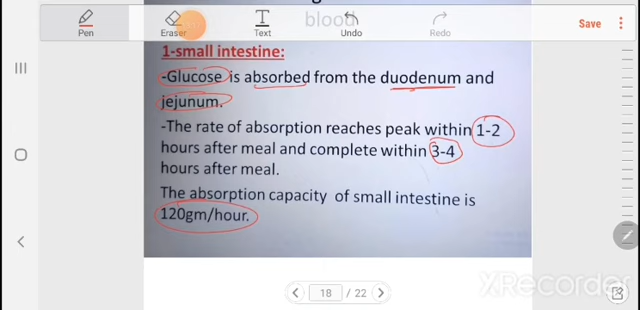 blood
Pen
Eraser
Text
Undo
Redo
Save
1-small intestine:
-Glucose is absorbed from the duodenum and
jejunum.
-The rate of absorption reaches peak within 1-2
hours after meal and complete within 3-4
hours after meal.
The absorption capacity of small intestine is
120gm/hour.
18 / 22
XRecorder